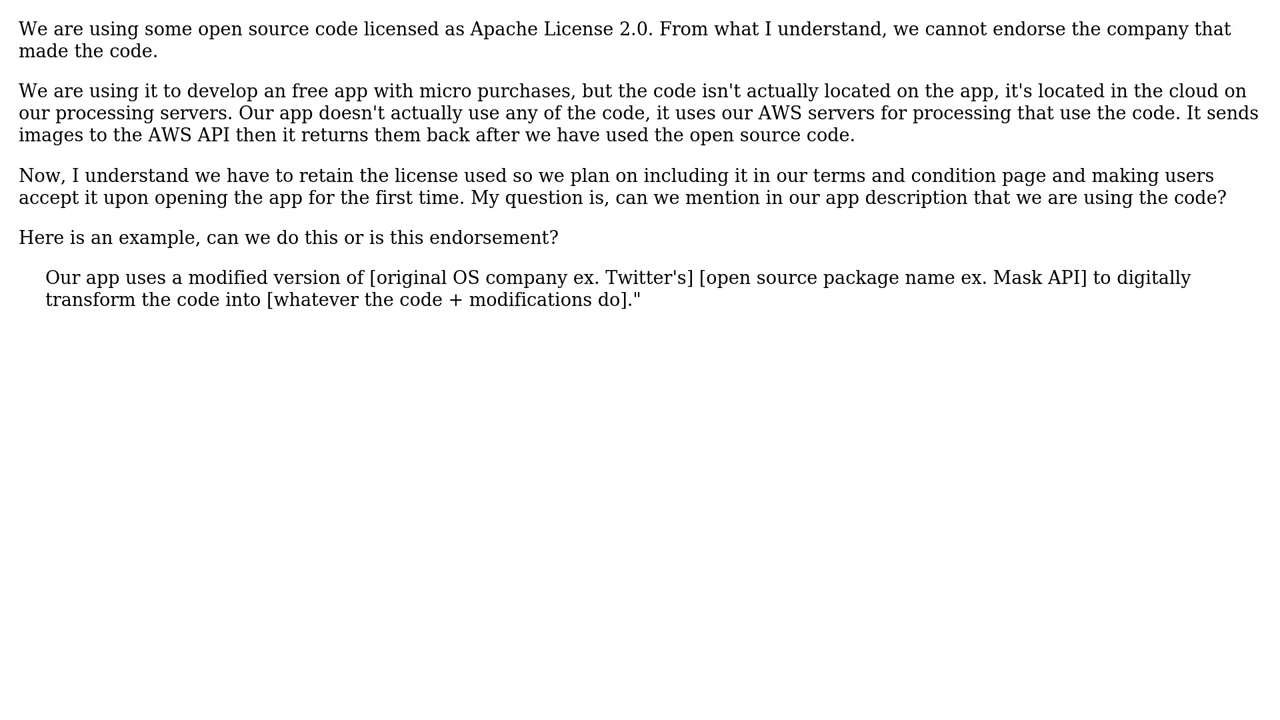 We are using some open source code licensed as Apache License 2.0. From what I understand, we cannot endorse the company that
made the code.
We are using it to develop an free app with micro purchases, but the code isn't actually located on the app, it's located in the cloud on
our processing servers. Our app doesn't actually use any of the code, it uses our AWS servers for processing that use the code. It sends
images to the AWS API then it returns them back after we have used the open source code.
Now, I understand we have to retain the license used so we plan on including it in our terms and condition page and making users
accept it upon opening the app for the first time. My question is, can we mention in our app description that we are using the code?
Here is an example, can we do this or is this endorsement?
Our app uses a modified version of [original OS company ex. Twitter's] [open source package name ex. Mask API] to digitally
transform the code into [whatever the code + modifications do]."